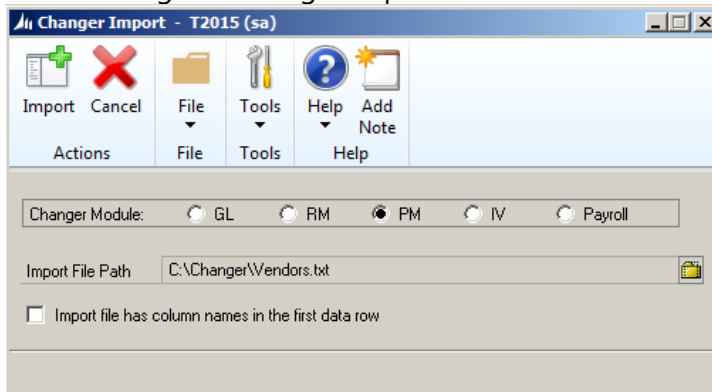 Changer Import - T2015 (sa)
Import Cancel File Tools Help Add Note
Actions File Tools Help
Changer Module: GL RM PM IV Payroll
Import File Path C:\Changer\Vendors.txt
Import file has column names in the first data row